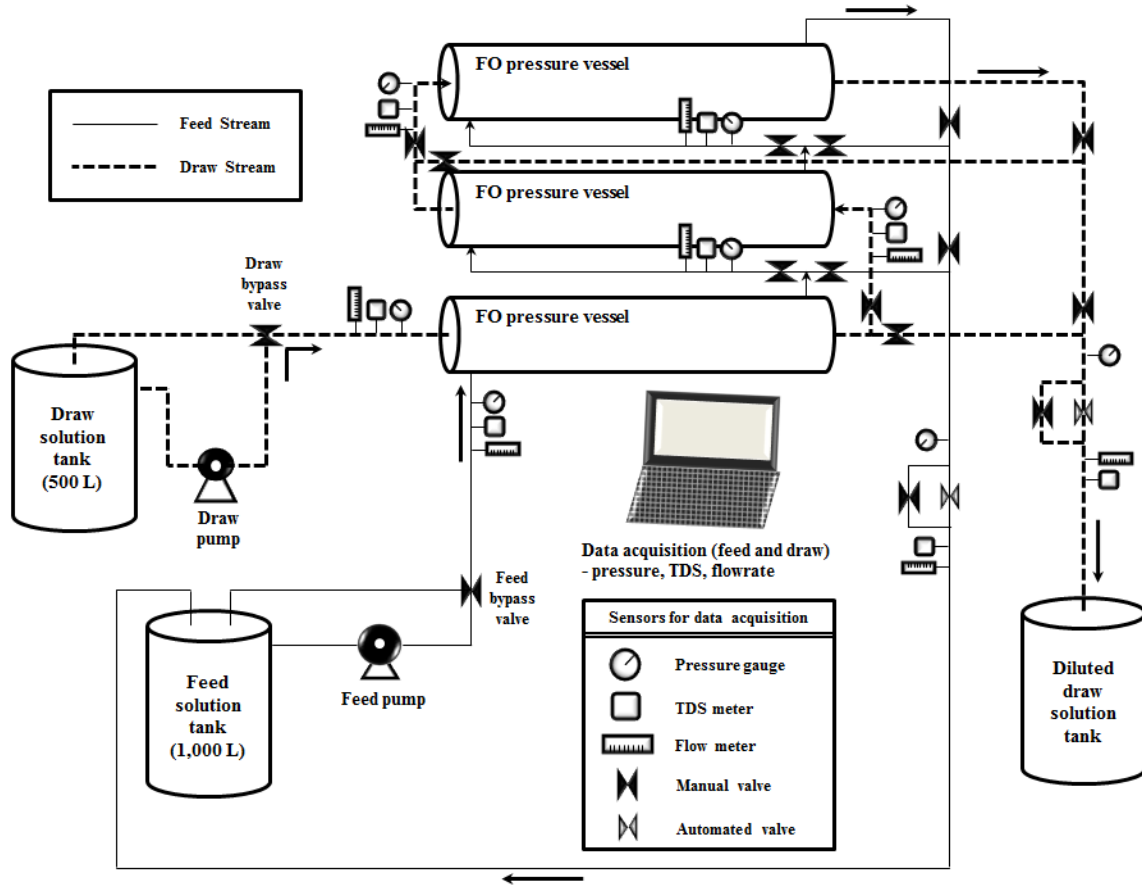 FO pressure vessel
Feed Stream
Draw Stream
FO pressure vessel
Draw
bypass
valve
FO pressure vessel
Draw
solution
tank
(500 L)
Draw
pump
Data acquisition (feed and draw)
- pressure, TDS, flowrate
Feed
bypass
valve
Feed
solution
tank
(1,000 L)
Feed pump
Sensors for data acquisition
Pressure gauge
TDS meter
Flow meter
Manual valve
Automated valve
Diluted
draw
solution
tank